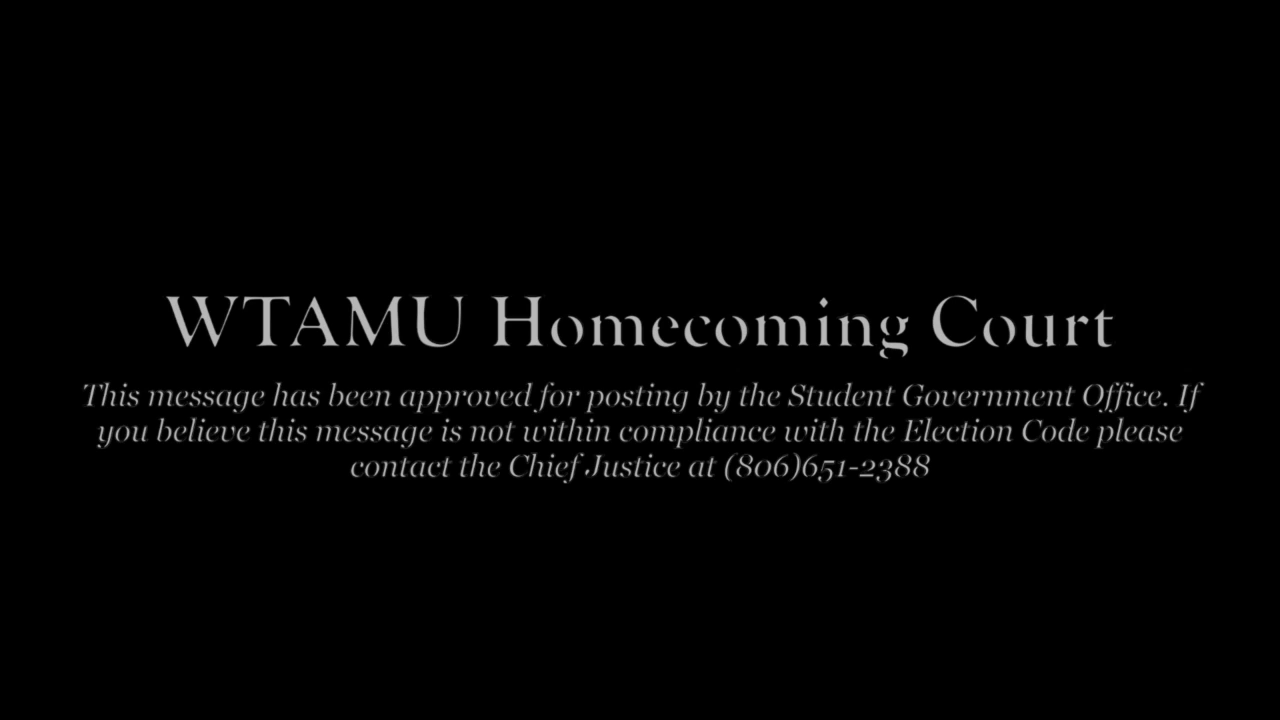 WTAMU Homecoming Court
This message has been approved for posting by the Student Government Office. If
you believe this message is not within compliance with the Election Code please
contact the Chief Justice at (806)651-2388